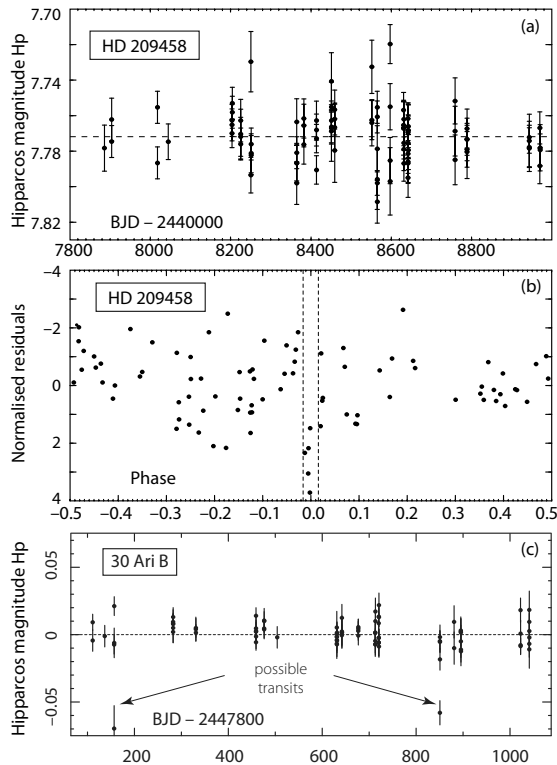 7.70
(a)
HD 209458
Hipparcos magnitude Hp
7.74
7.78
7.82
BJD – 2440000
7800 8000 8200 8400 8600 8800
–4
(b)
HD 209458
Normalised residuals
–2
0
2
4
Phase
–0.5 –0.4 –0.3 –0.2 –0.1 0.0 0.1 0.2 0.3 0.4 0.5
(c)
30 Ari B
Hipparcos magnitude Hp
0.05
0
–0.05
possible
transits
BJD – 2447800
0 200 400 600 800 1000